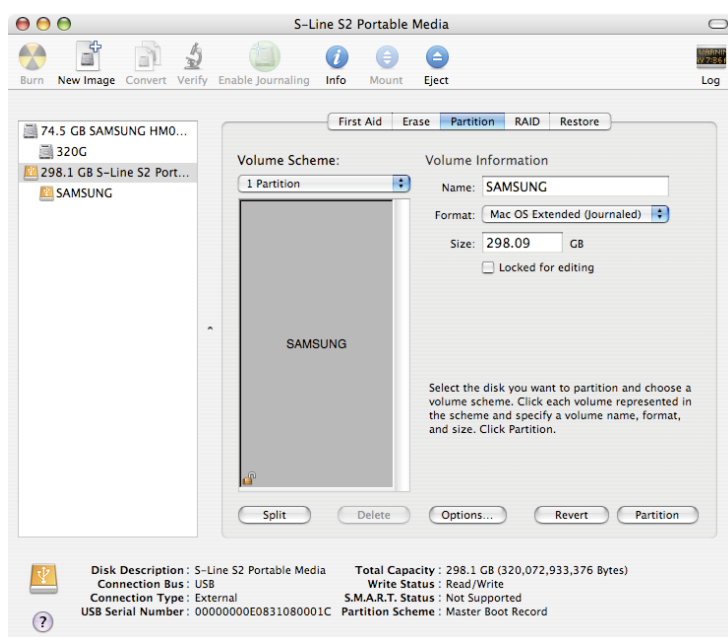 S-Line S2 Portable Media
Burn New Image Convert Verify Enable Journaling Info Mount Eject Log
First Aid Erase Partition RAID Restore
74.5 GB SAMSUNG HM0...
320G
298.1 GB S-Line S2 Port...
SAMSUNG
Volume Scheme:
1 Partition
SAMSUNG
Volume Information
Name: SAMSUNG
Format: Mac OS Extended (Journaled)
Size: 298.09 GB
Locked for editing
Select the disk you want to partition and choose a
volume scheme. Click each volume represented in
the scheme and specify a volume name, format,
and size. Click Partition.
Split Delete Options... Revert Partition
Disk Description : S-Line S2 Portable Media
Connection Bus : USB
Connection Type : External
USB Serial Number : 00000000E0831080001C
Total Capacity : 298.1 GB (320,072,933,376 Bytes)
Write Status : Read/Write
S.M.A.R.T. Status : Not Supported
Partition Scheme : Master Boot Record
?